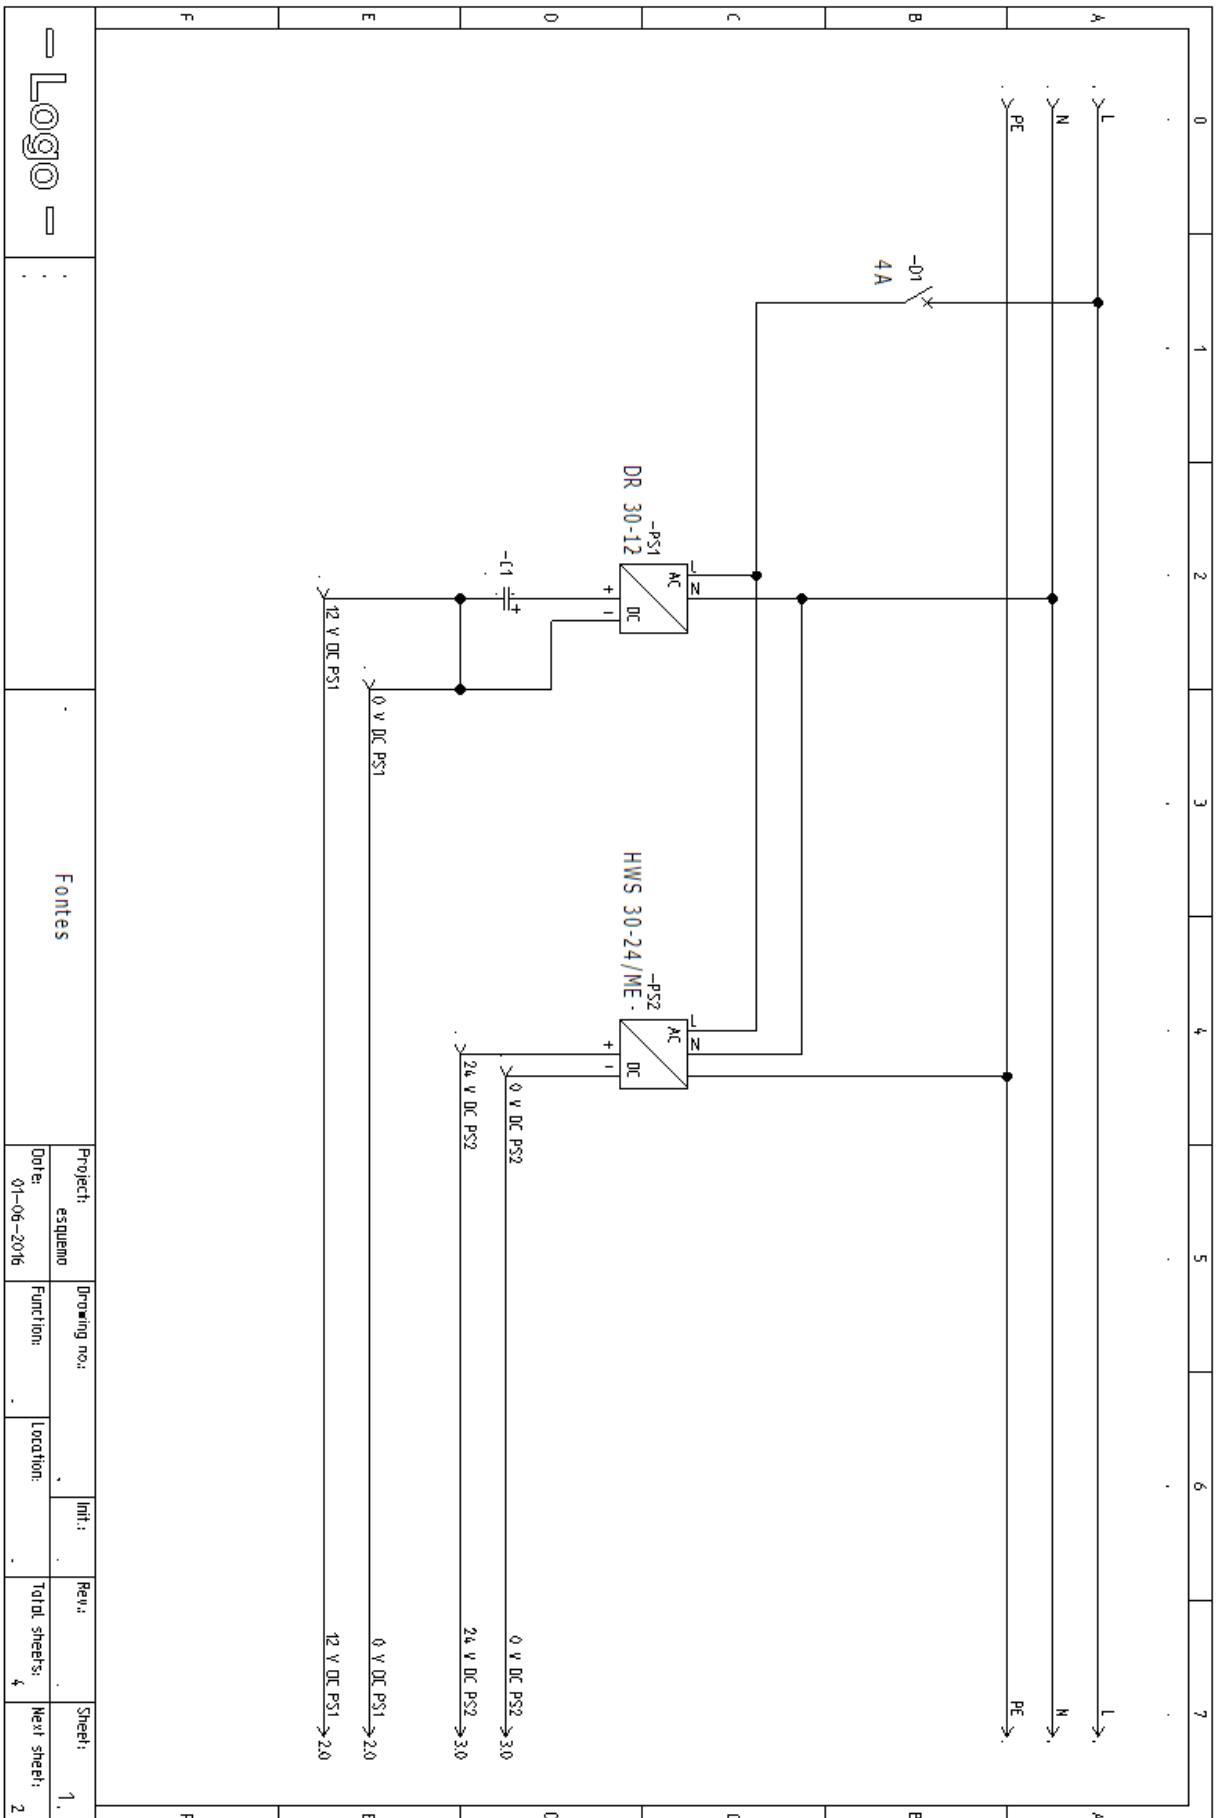 0 1 2 3 4 5 6 7
A
L
L
N
N
PE
PE
B
-D1
4 A
C
-PS1
DR 30-12
L N
AC
DC
+ -
-PS2
HWS 30-24/ME -
L N
AC
DC
+ -
D
-C1
+
0 V DC PS2
0 V DC PS2
3.0
24 V DC PS2
24 V DC PS2
3.0
E
0 V DC PS1
0 V DC PS1
2.0
12 V DC PS1
12 V DC PS1
2.0
F
- Logo -
Fontes
Project: esquema
Drawing no.:
Init.:
Rev.:
Sheet: 1
Date: 01-06-2016
Function:
Location:
Total sheets: 4
Next sheet: 2